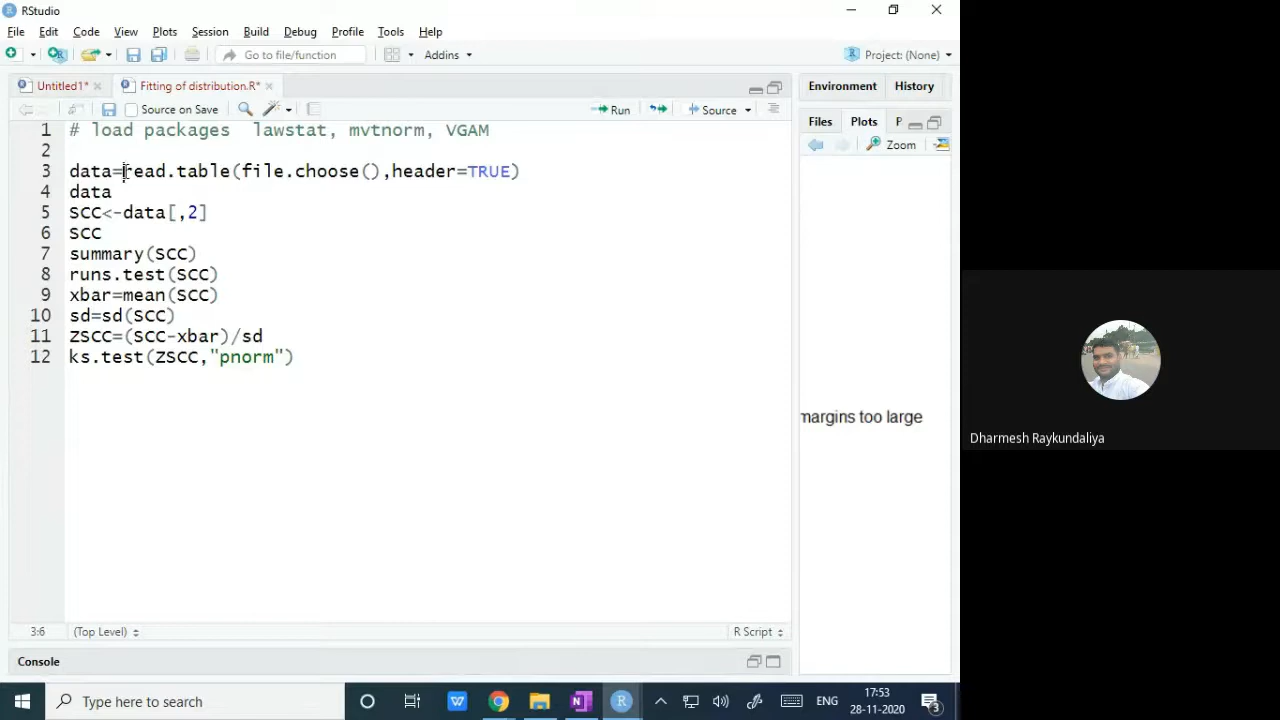 RStudio
File Edit Code View Plots Session Build Debug Profile Tools Help
Go to file/function
Addins
Project: (None)
Untitled1*
Fitting of distribution.R*
Source on Save
Run
Source
1 # load packages  lawstat, mvtnorm, VGAM
2
3 data=read.table(file.choose(),header=TRUE)
4 data
5 SCC<-data[,2]
6 SCC
7 summary(SCC)
8 runs.test(SCC)
9 xbar=mean(SCC)
10 sd=sd(SCC)
11 ZSCC=(SCC-xbar)/sd
12 ks.test(ZSCC,"pnorm")
3:6
(Top Level)
R Script
Console
Environment History
Files Plots P
Zoom
margins too large
Dharmesh Raykundaliya
Type here to search
ENG
17:53
28-11-2020
3